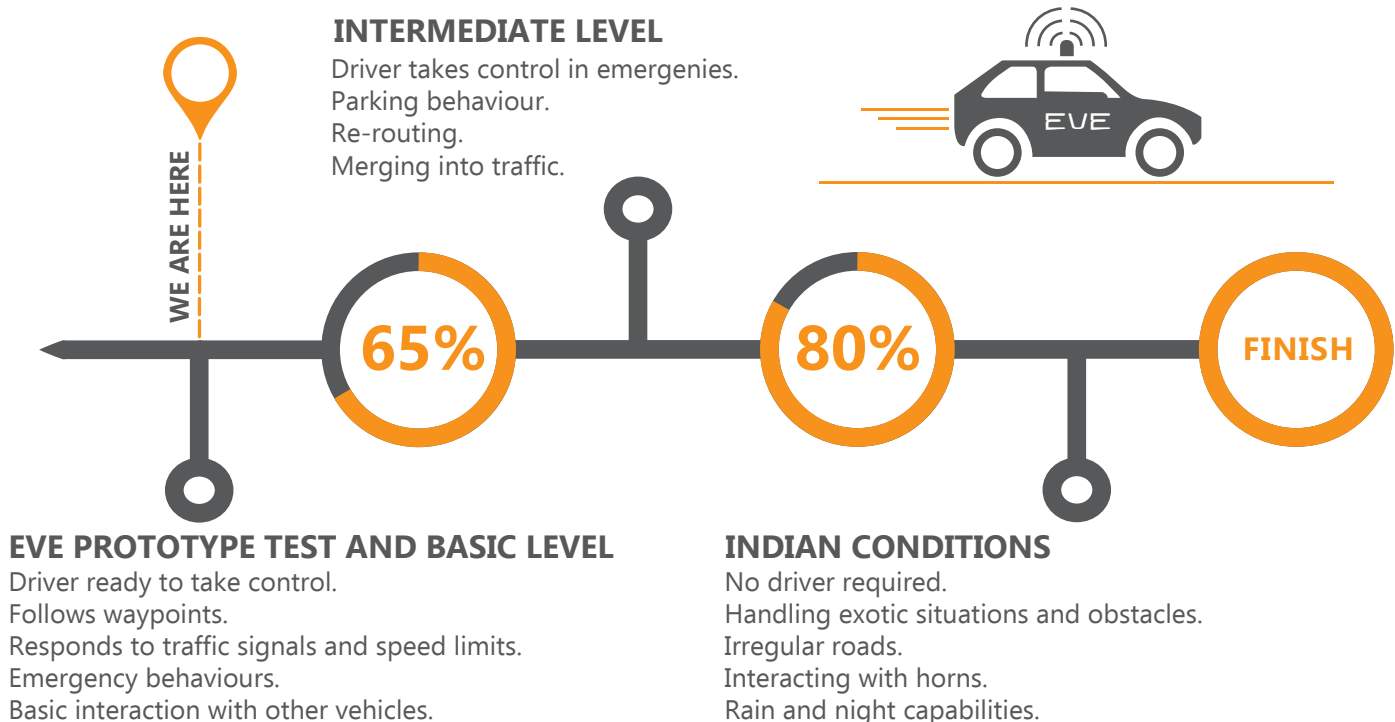 INTERMEDIATE LEVEL
Driver takes control in emergenies.
Parking behaviour.
Re-routing.
Merging into traffic.
EVE
WE ARE HERE
65%
80%
FINISH
EVE PROTOTYPE TEST AND BASIC LEVEL
Driver ready to take control.
Follows waypoints.
Responds to traffic signals and speed limits.
Emergency behaviours.
Basic interaction with other vehicles.
INDIAN CONDITIONS
No driver required.
Handling exotic situations and obstacles.
Irregular roads.
Interacting with horns.
Rain and night capabilities.